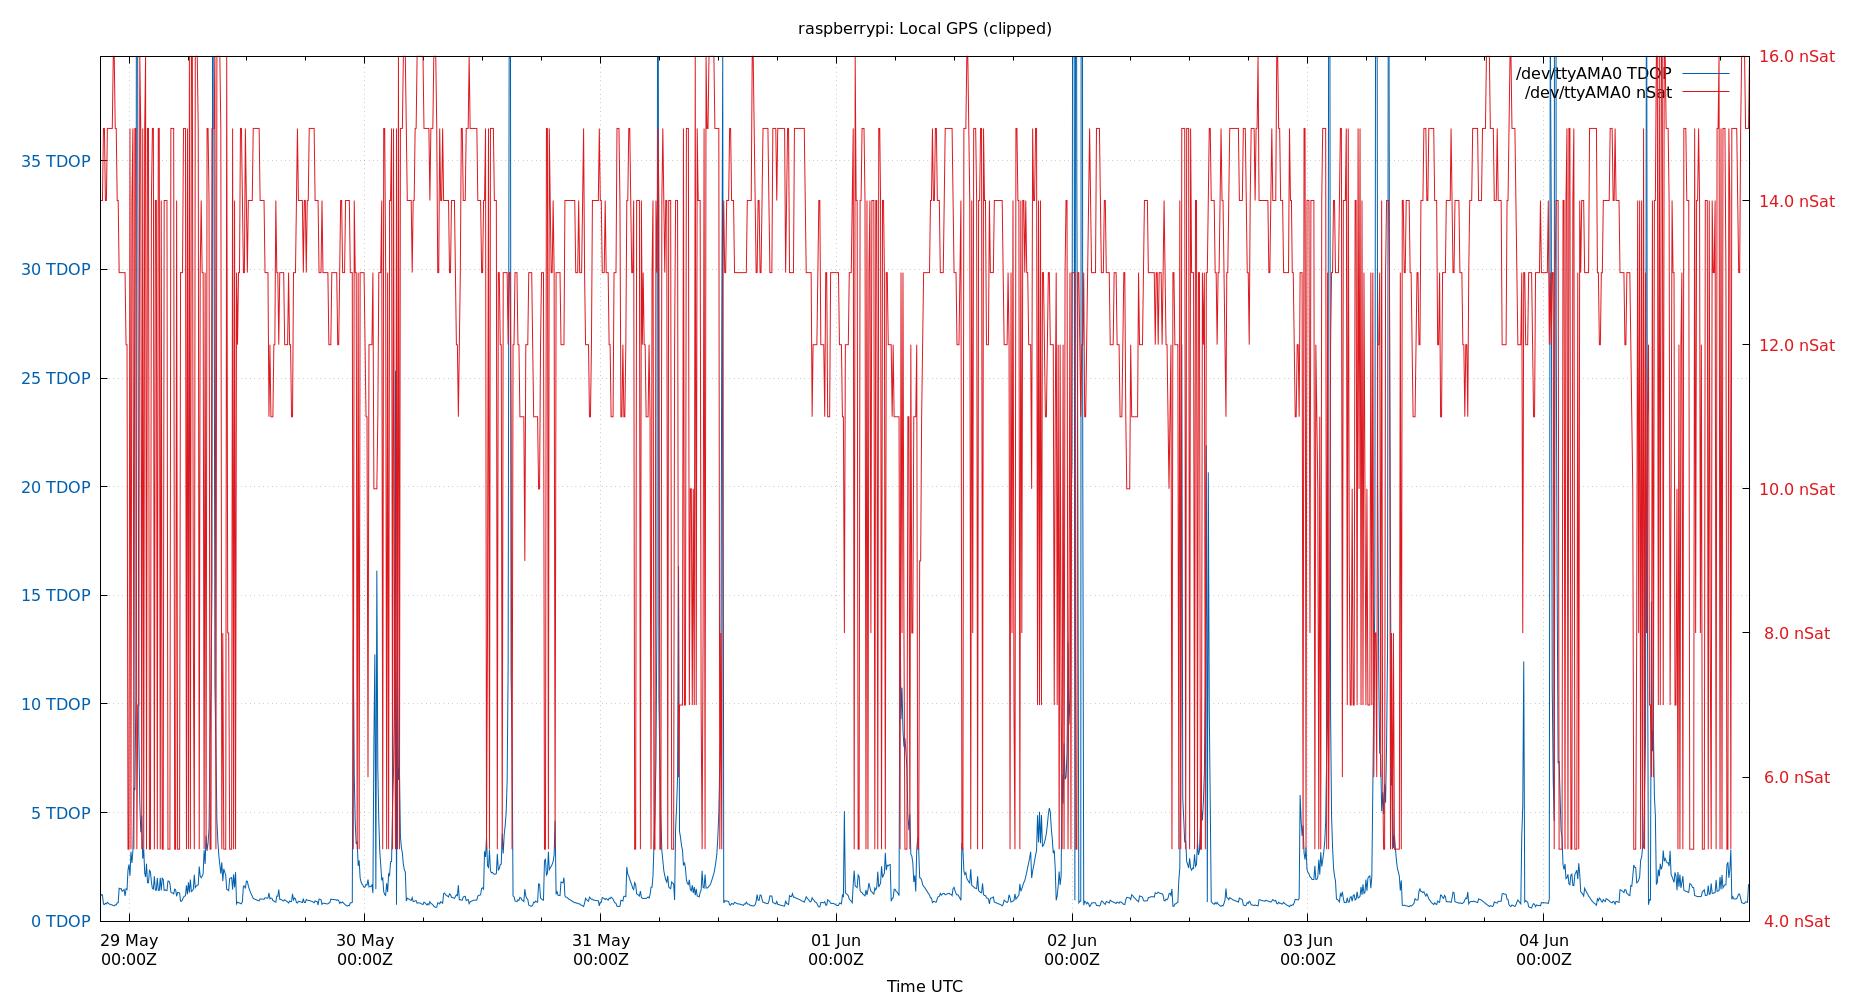 raspberrypi: Local GPS (clipped)
/dev/ttyAMA0 TDOP
/dev/ttyAMA0 nSat
35 TDOP
30 TDOP
25 TDOP
20 TDOP
15 TDOP
10 TDOP
5 TDOP
0 TDOP
16.0 nSat
14.0 nSat
12.0 nSat
10.0 nSat
8.0 nSat
6.0 nSat
4.0 nSat
29 May
00:00Z
30 May
00:00Z
31 May
00:00Z
01 Jun
00:00Z
02 Jun
00:00Z
03 Jun
00:00Z
04 Jun
00:00Z
Time UTC